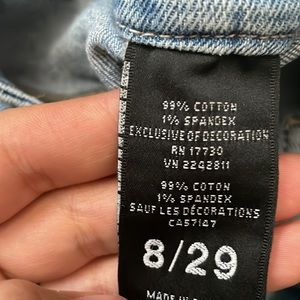 99% COTTON
1% SPANDEX
EXCLUSIVE OF DECORATION
RN 17730
VN 2242811
99% COTON
1% SPANDEX
SAUF LES DÉCORATIONS
CA57147
8/29
MADE IN